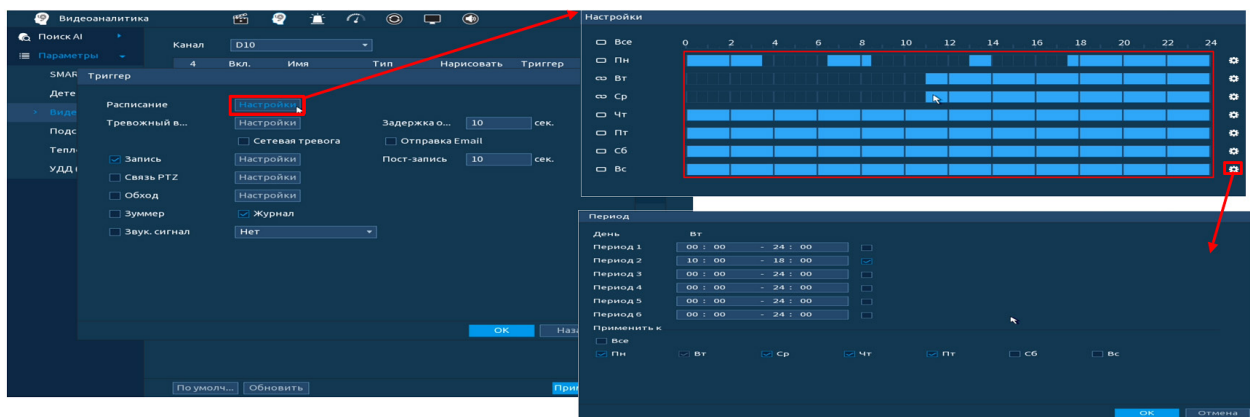 Видеоаналитика
Поиск AI
Параметры
SMAR
Дете
Виде
Подс
Тепл
УДД (
Канал D10
4 Вкл. Имя Тип Нарисовать Триггер
Триггер
Расписание Настройки
Тревожный в... Настройки Задержка о... 10 сек.
Сетевая тревога Отправка Email
Запись Настройки Пост-запись 10 сек.
Связь PTZ Настройки
Обход Настройки
Зуммер Журнал
Звук. сигнал Нет
OK Наза
По умолч... Обновить При
Настройки
Все 0 2 4 6 8 10 12 14 16 18 20 22 24
Пн
Вт
Ср
Чт
Пт
Сб
Вс
Период
День Вт
Период 1 00 : 00 - 24 : 00
Период 2 10 : 00 - 18 : 00
Период 3 00 : 00 - 24 : 00
Период 4 00 : 00 - 24 : 00
Период 5 00 : 00 - 24 : 00
Период 6 00 : 00 - 24 : 00
Применить к
Все
Пн Вт Ср Чт Пт Сб Вс
OK Отмена